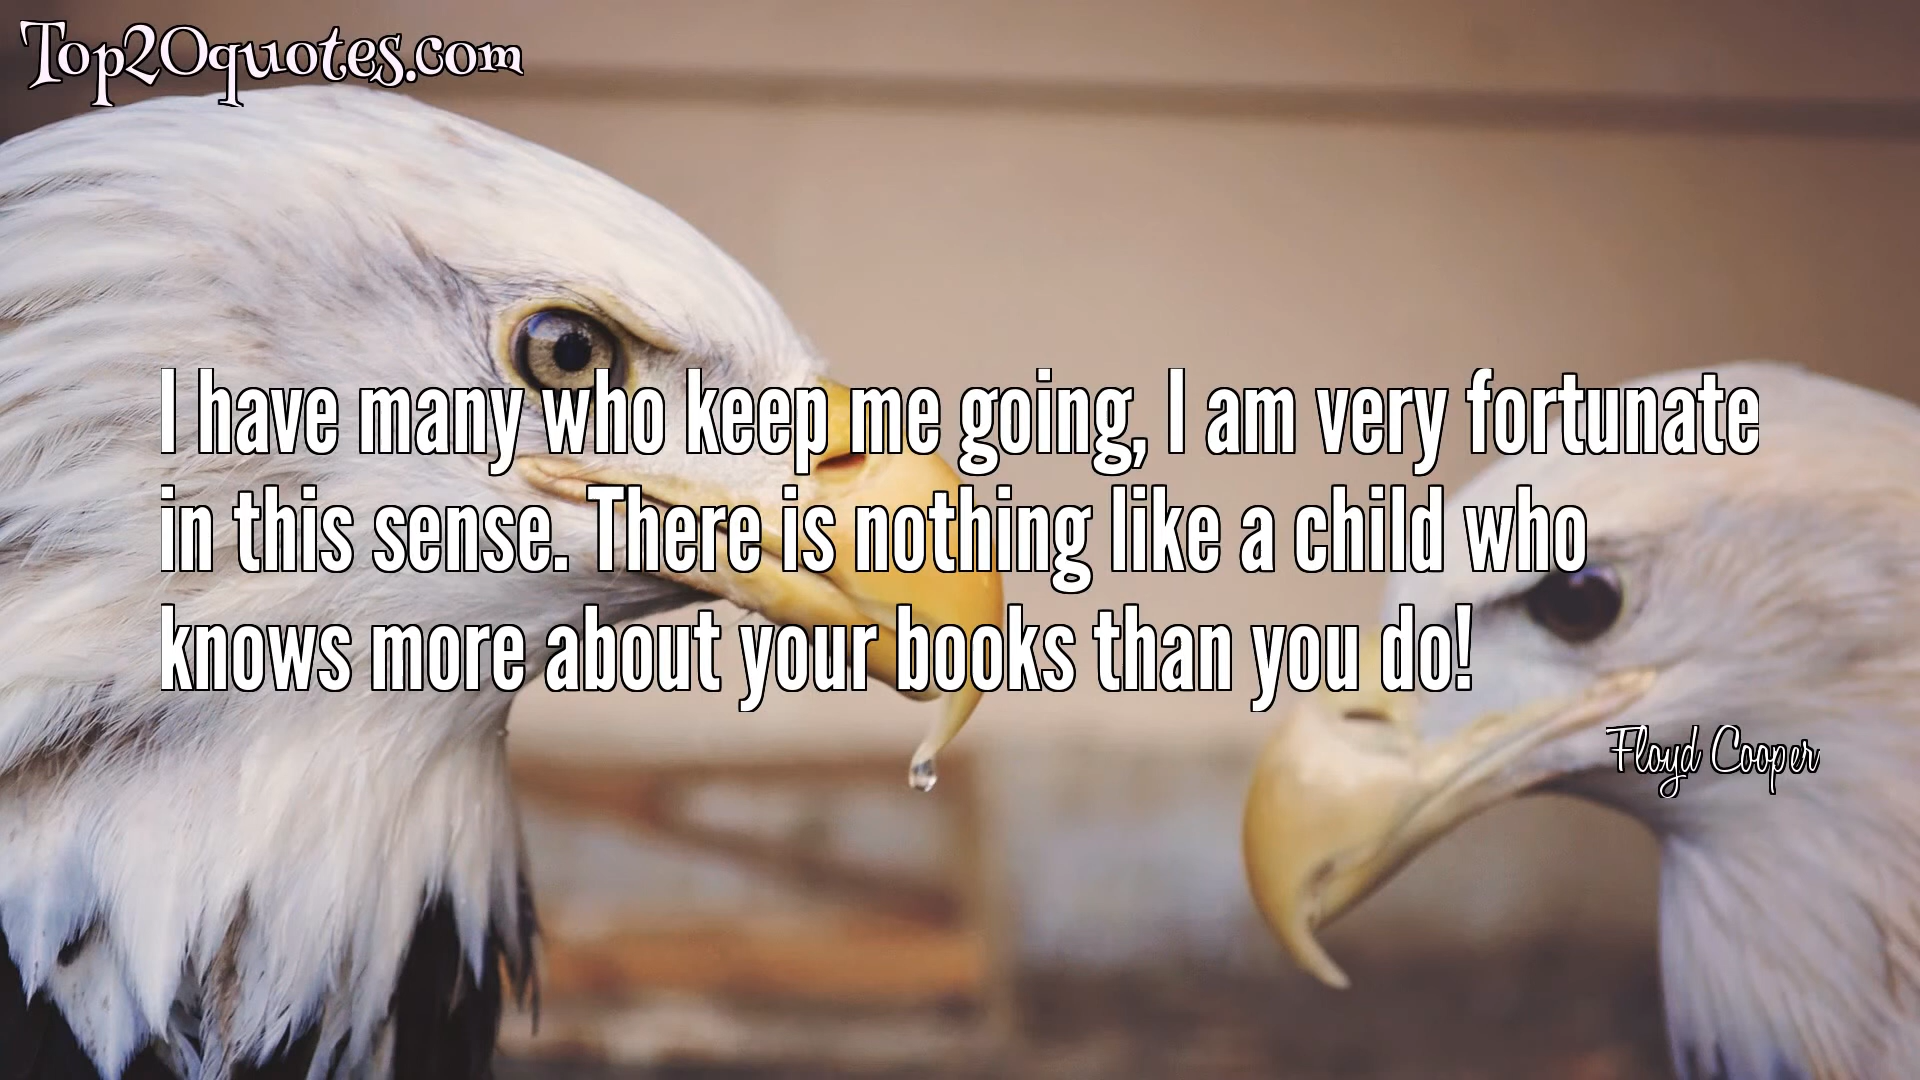 Top20quotes.com
I have many who keep me going, I am very fortunate
in this sense. There is nothing like a child who
knows more about your books than you do!
Floyd Cooper